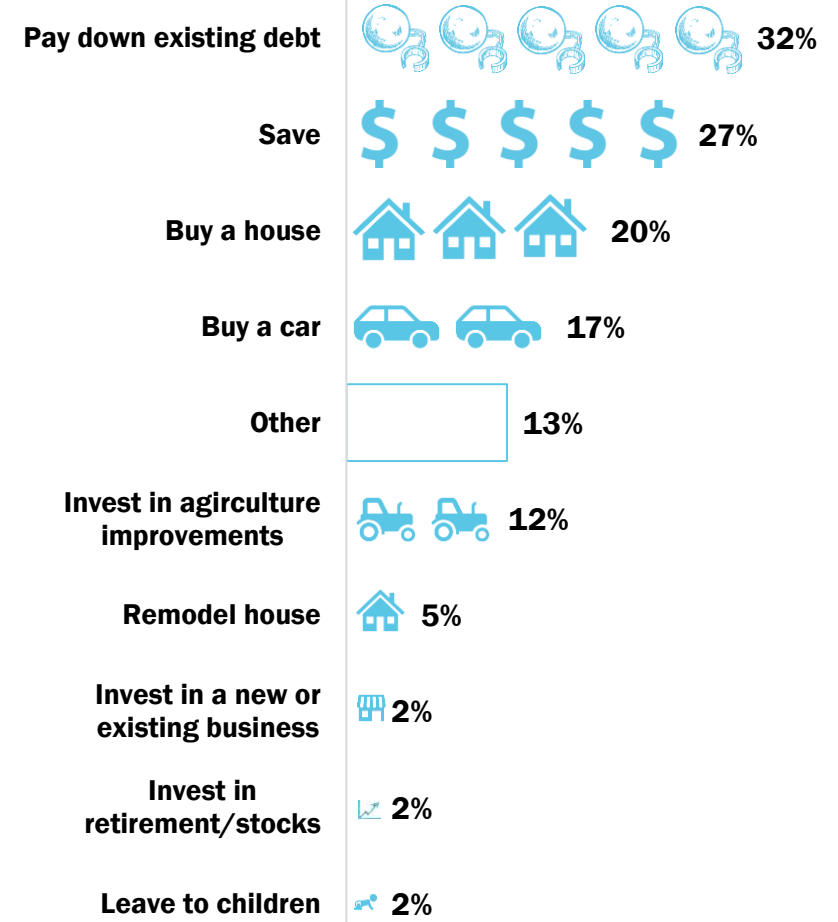 Pay down existing debt 32%
Save $ $ $ $ $ 27%
Buy a house 20%
Buy a car 17%
Other 13%
Invest in agirculture
improvements 12%
Remodel house 5%
Invest in a new or
existing business 2%
Invest in
retirement/stocks 2%
Leave to children 2%